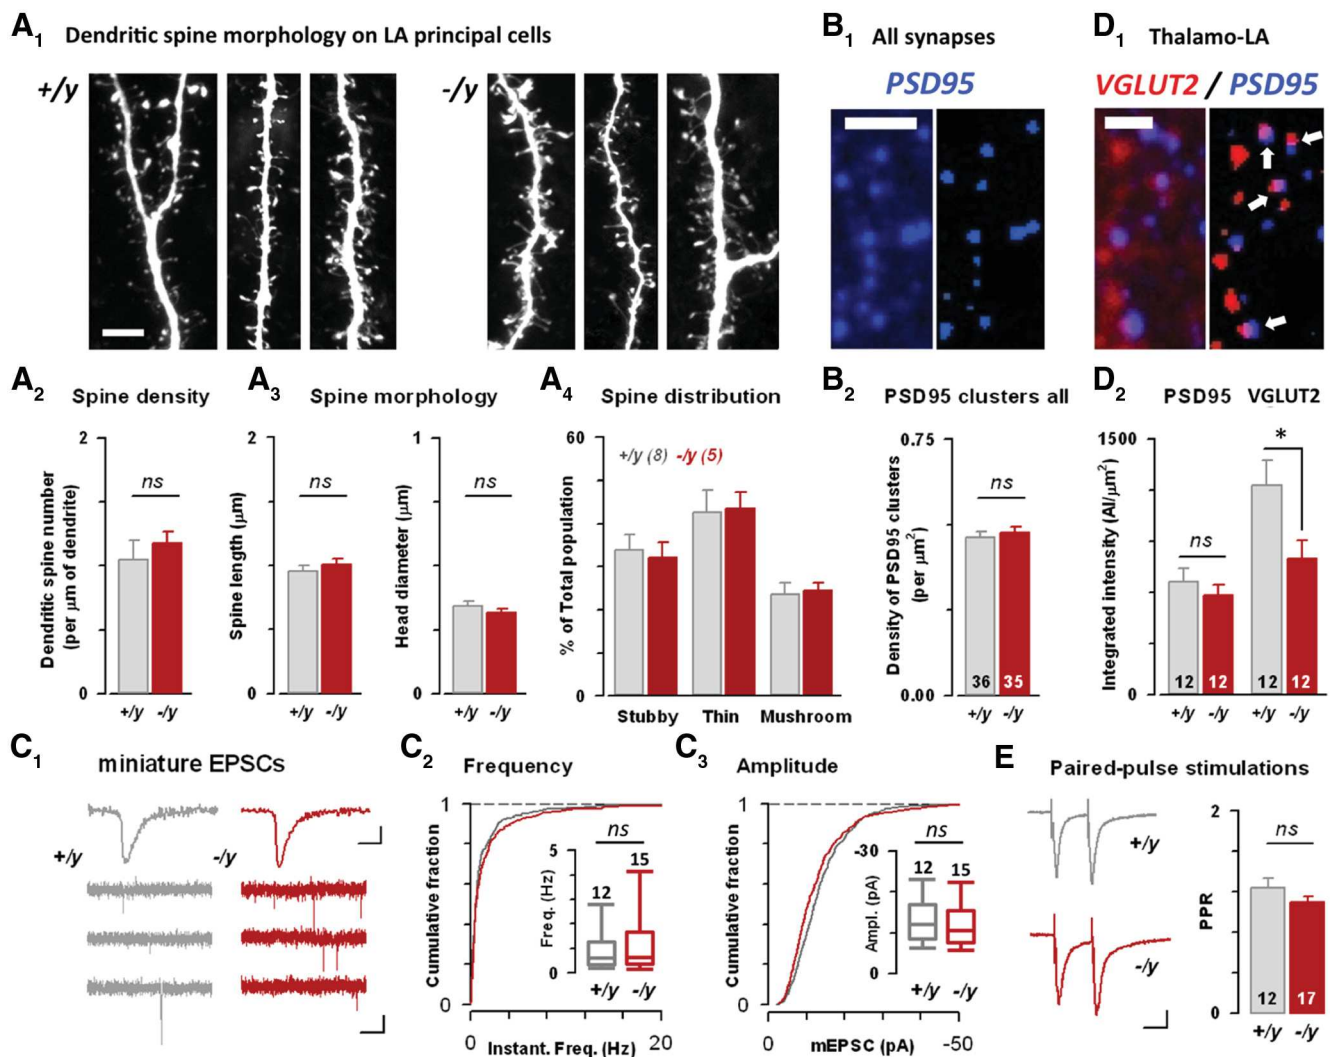 A1 Dendritic spine morphology on LA principal cells
+/y
-/y
B1 All synapses
PSD95
D1 Thalamo-LA
VGLUT2 / PSD95
A2 Spine density
2
0
Dendritic spine number
(per µm of dendrite)
ns
+/y -/y
A3 Spine morphology
2
0
Spine length (µm)
ns
+/y -/y
1
0
Head diameter (µm)
ns
+/y -/y
A4 Spine distribution
60
0
% of Total population
+/y (8) -/y (5)
Stubby Thin Mushroom
B2 PSD95 clusters all
0.75
0.00
Density of PSD95 clusters
(per µm2)
ns
36 35
+/y -/y
D2 PSD95 VGLUT2
1500
0
Integrated intensity (AI/µm2)
ns
*
12 12 12 12
+/y -/y +/y -/y
C1 miniature EPSCs
+/y
-/y
C2 Frequency
1
0
Cumulative fraction
0 Instant. Freq. (Hz) 20
5
0
Freq. (Hz)
ns
12 15
+/y -/y
C3 Amplitude
1
0
Cumulative fraction
0 mEPSC (pA) -50
-30
0
Ampl. (pA)
ns
12 15
+/y -/y
E Paired-pulse stimulations
+/y
-/y
2
0
PPR
ns
12 17
+/y -/y